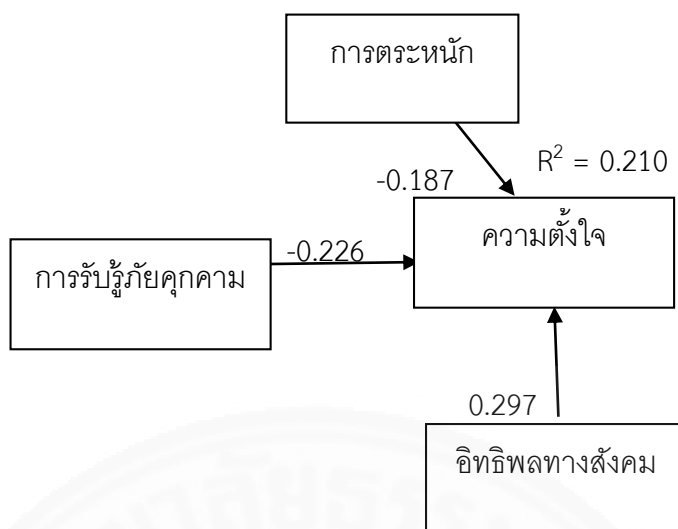 การตระหนัก
R² = 0.210
-0.187
ความตั้งใจ
-0.226
การรับรู้ภัยคุกคาม
0.297
อิทธิพลทางสังคม